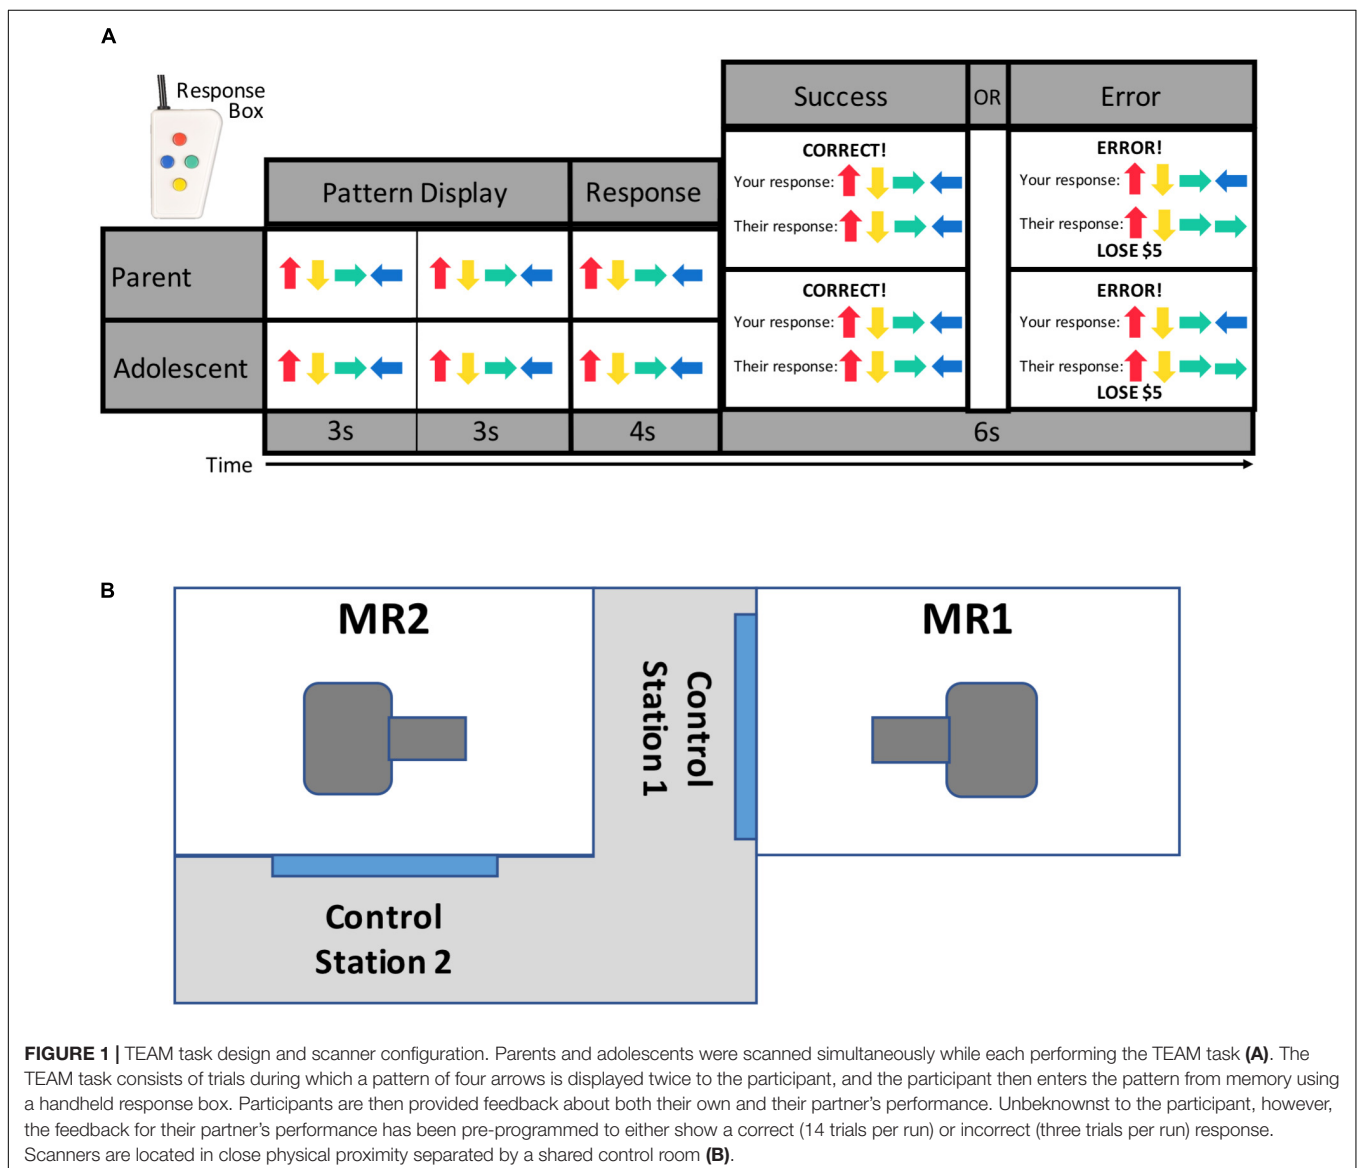 A
Response
Box
Success
OR
Error
Pattern Display
Response
CORRECT!
Your response:
Their response:
ERROR!
Your response:
Their response:
LOSE $5
Parent
CORRECT!
Your response:
Their response:
ERROR!
Your response:
Their response:
LOSE $5
Adolescent
3s
3s
4s
6s
Time
B
MR2
MR1
Control
Station 1
Control
Station 2
FIGURE 1 | TEAM task design and scanner configuration. Parents and adolescents were scanned simultaneously while each performing the TEAM task (A). The
TEAM task consists of trials during which a pattern of four arrows is displayed twice to the participant, and the participant then enters the pattern from memory using
a handheld response box. Participants are then provided feedback about both their own and their partner's performance. Unbeknownst to the participant, however,
the feedback for their partner's performance has been pre-programmed to either show a correct (14 trials per run) or incorrect (three trials per run) response.
Scanners are located in close physical proximity separated by a shared control room (B).